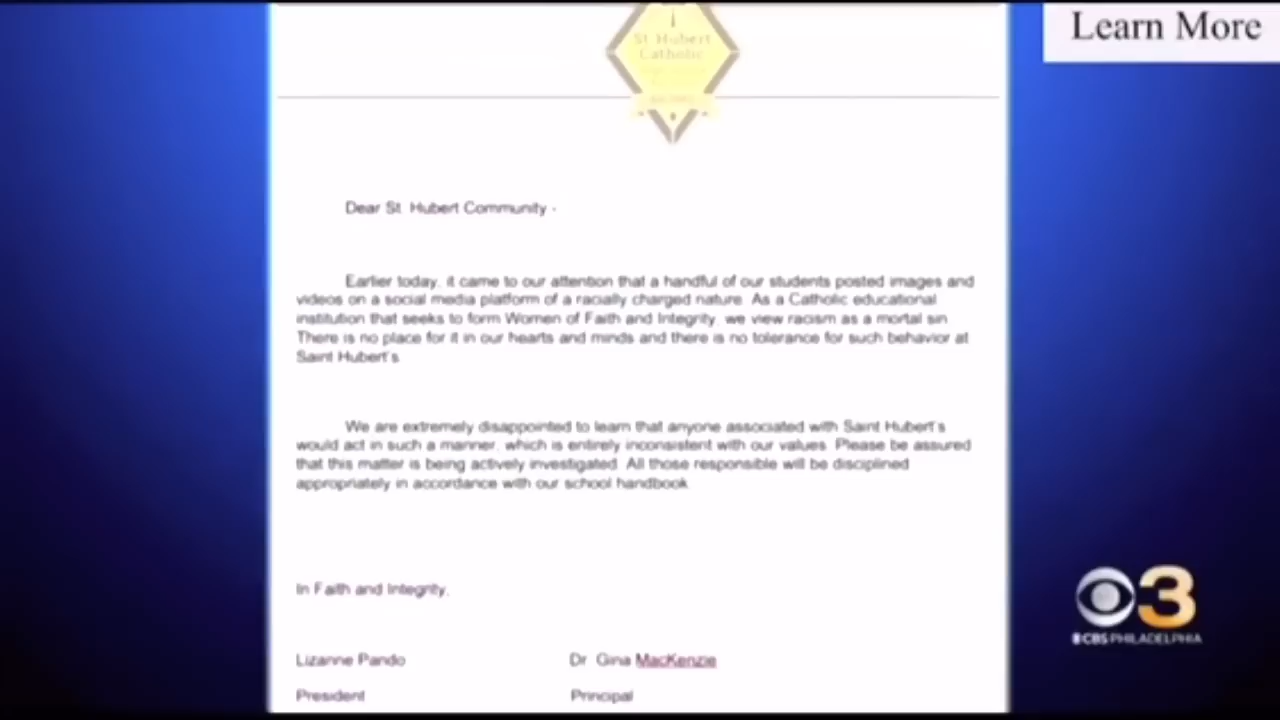 Learn More
St Hubert
Catholic
Dear St Hubert Community -
Earlier today, it came to our attention that a handful of our students posted images and
videos on a social media platform of a racially charged nature. As a Catholic educational
institution that seeks to form Women of Faith and Integrity, we view racism as a mortal sin.
There is no place for it in our hearts and minds and there is no tolerance for such behavior at
Saint Hubert's.
We are extremely disappointed to learn that anyone associated with Saint Hubert's
would act in such a manner, which is entirely inconsistent with our values. Please be assured
that this matter is being actively investigated. All those responsible will be disciplined
appropriately in accordance with our school handbook.
In Faith and Integrity,
Lizanne Pando Dr. Gina MacKenzie
President Principal
3
CBS PHILADELPHIA